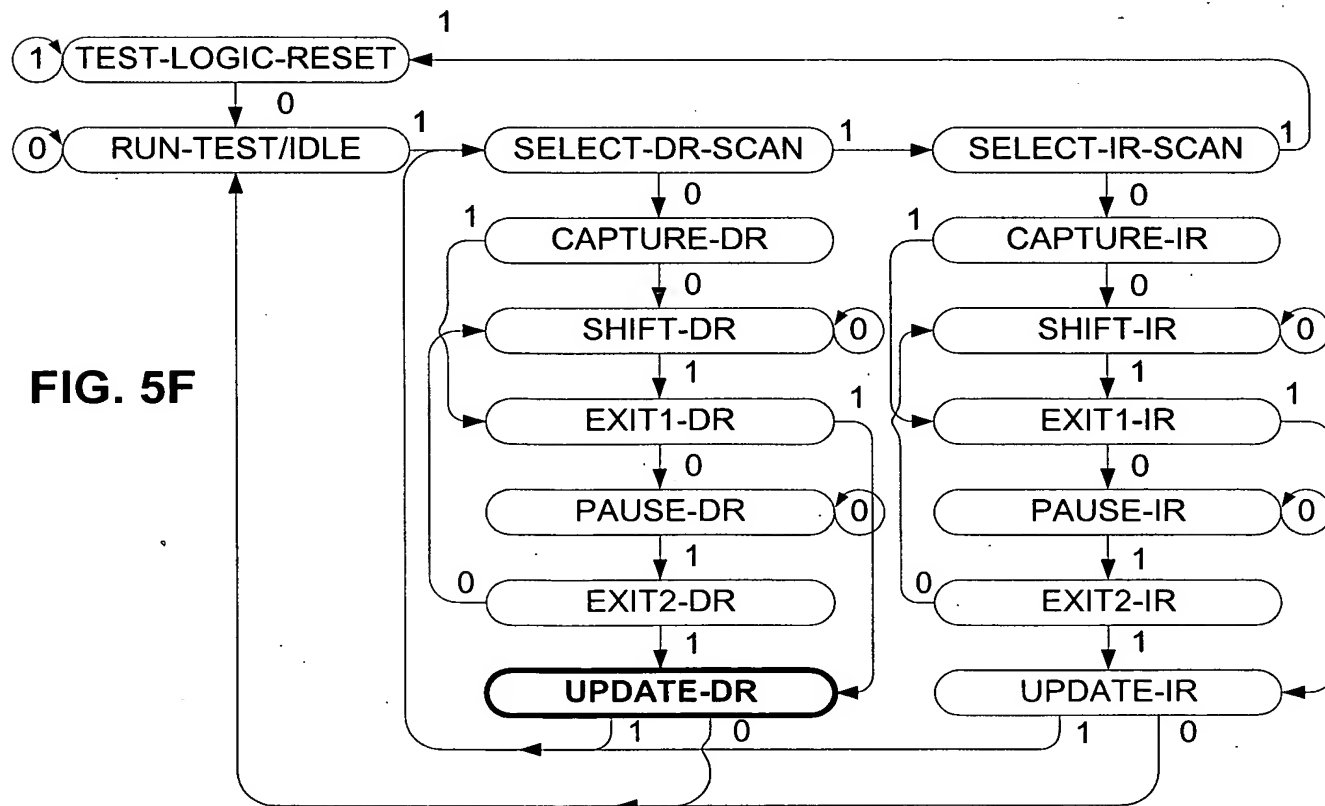 1
1 TEST-LOGIC-RESET
0
0 RUN-TEST/IDLE 1 SELECT-DR-SCAN 1 SELECT-IR-SCAN 1
0 0
1 CAPTURE-DR 1 CAPTURE-IR
0 0
SHIFT-DR 0 SHIFT-IR 0
FIG. 5F
1 1
EXIT1-DR 1 EXIT1-IR 1
0 0
PAUSE-DR 0 PAUSE-IR 0
1 1
0 EXIT2-DR 0 EXIT2-IR
1 1
UPDATE-DR UPDATE-IR
1 0 1 0